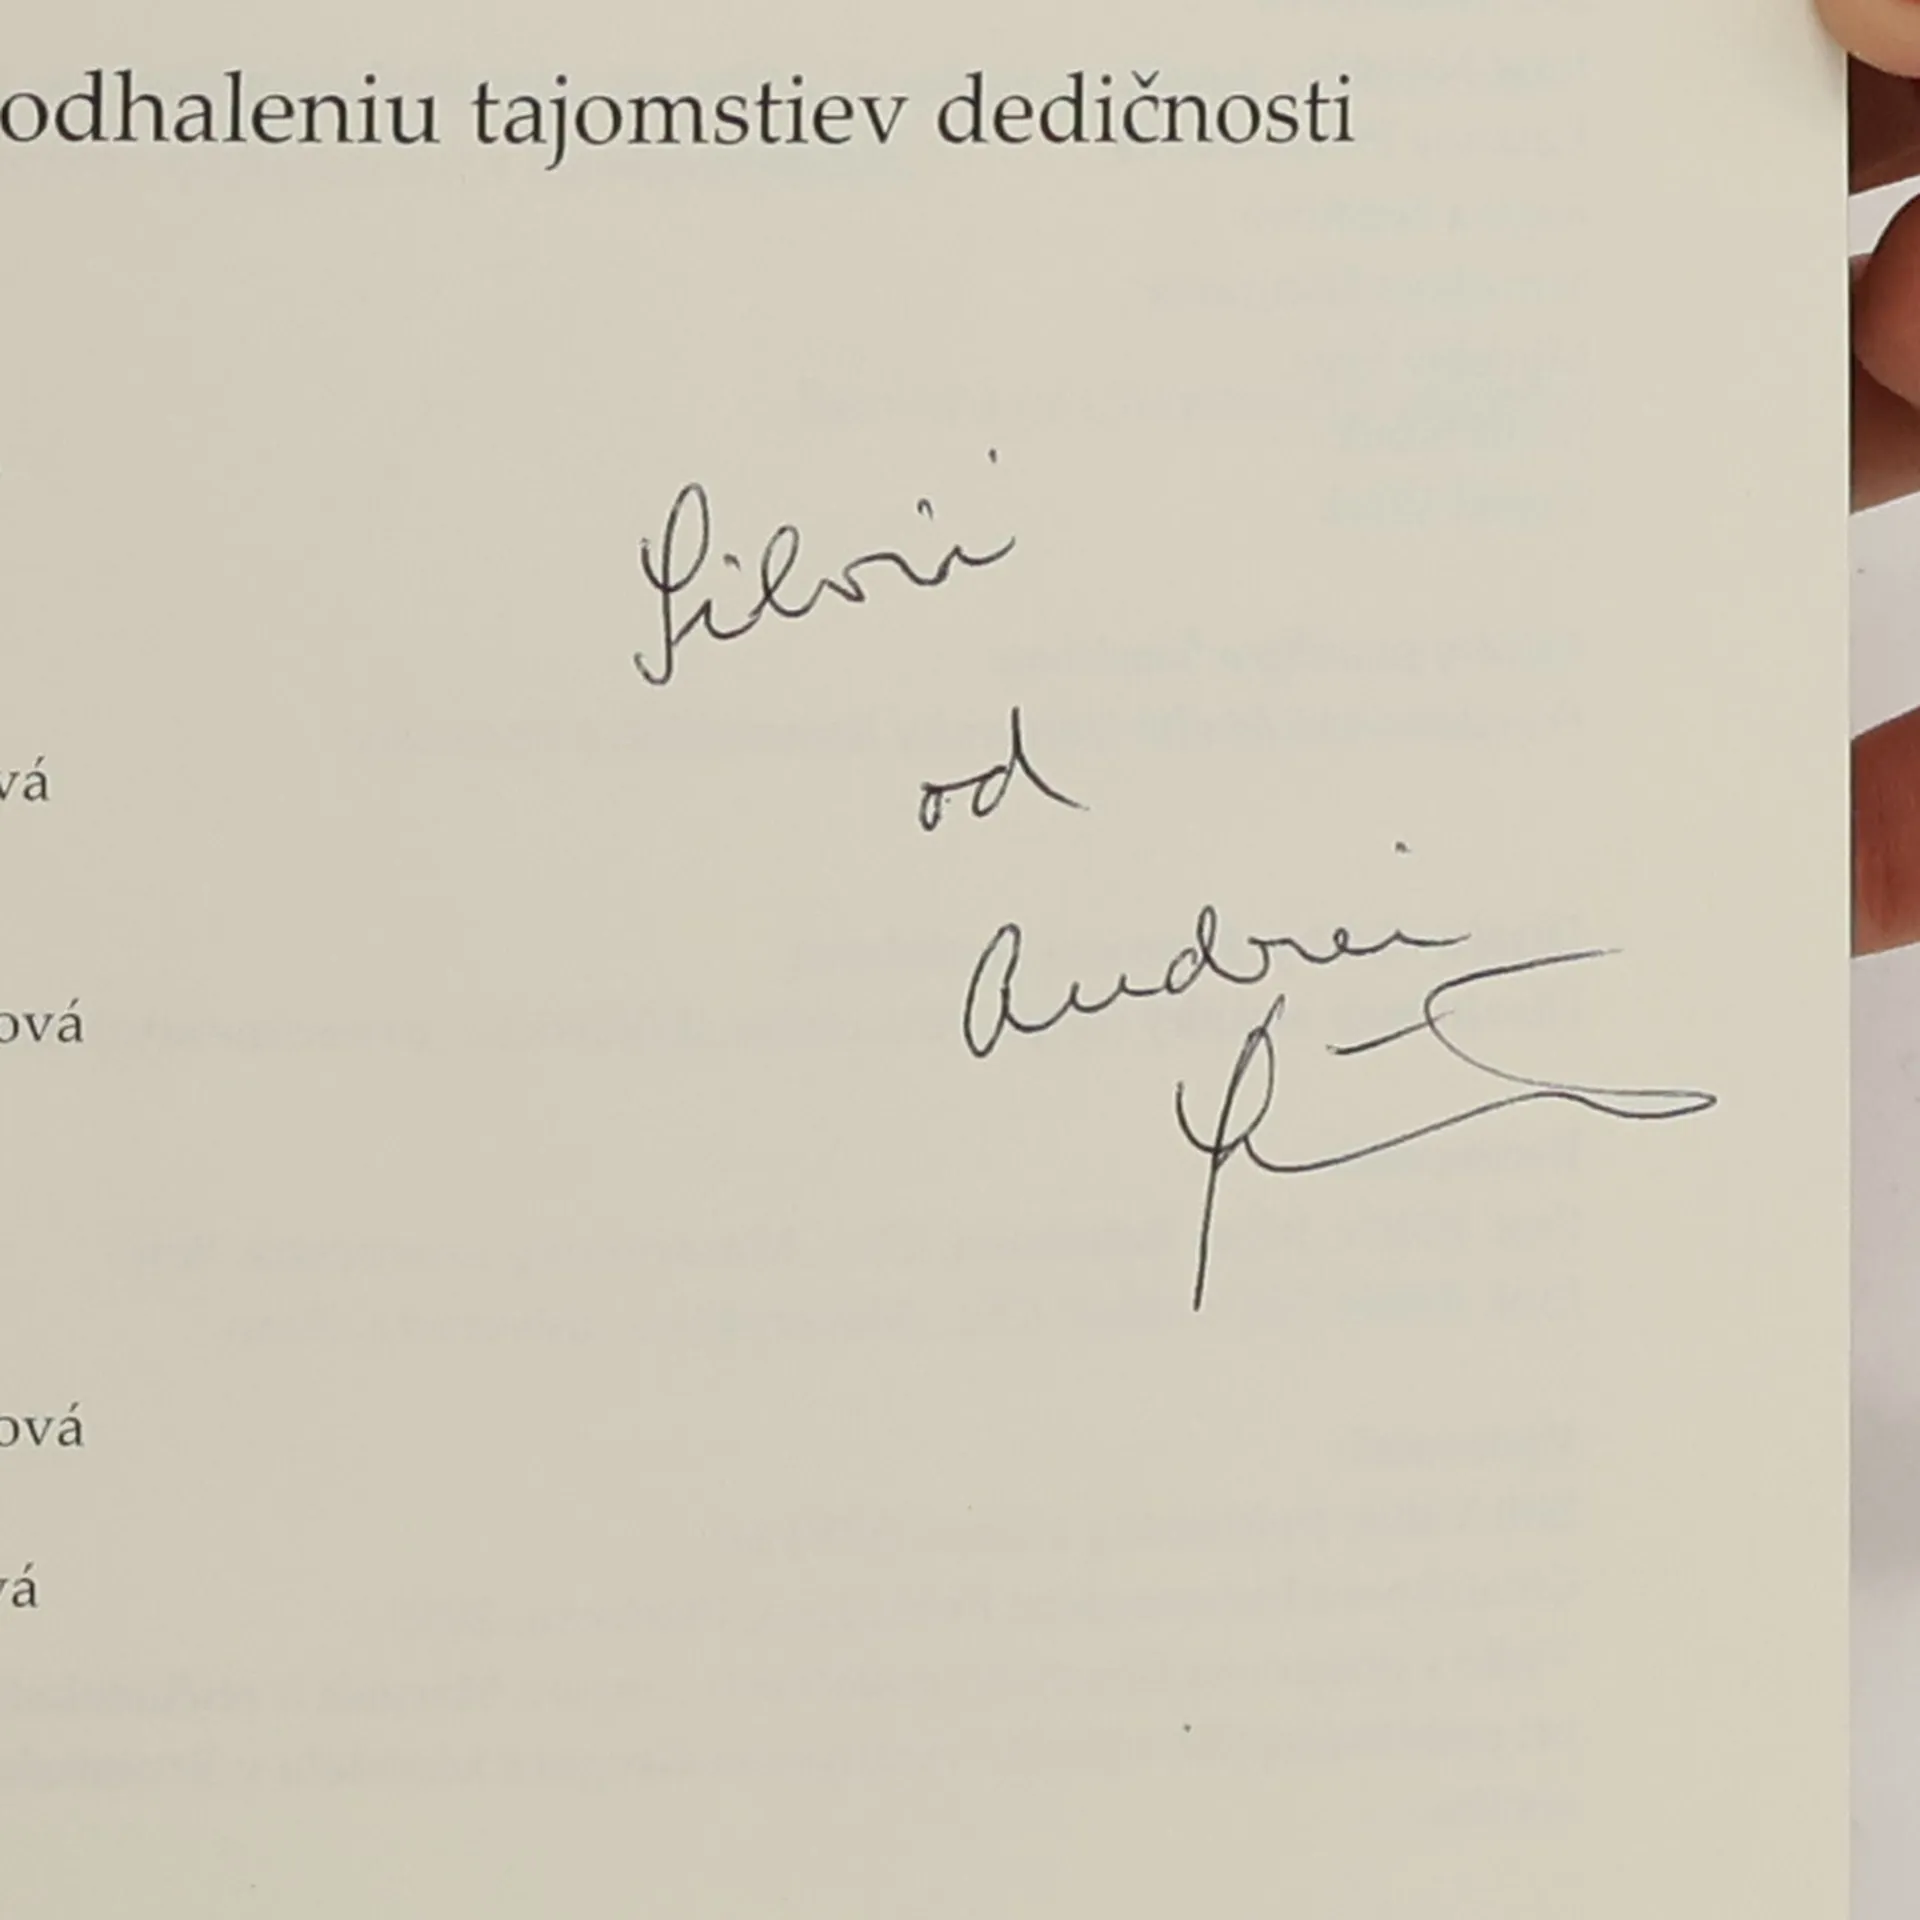 odhaleniu tajomstiev dedičnosti
Silvii
vá
od
Andrei
ová
ová
vá